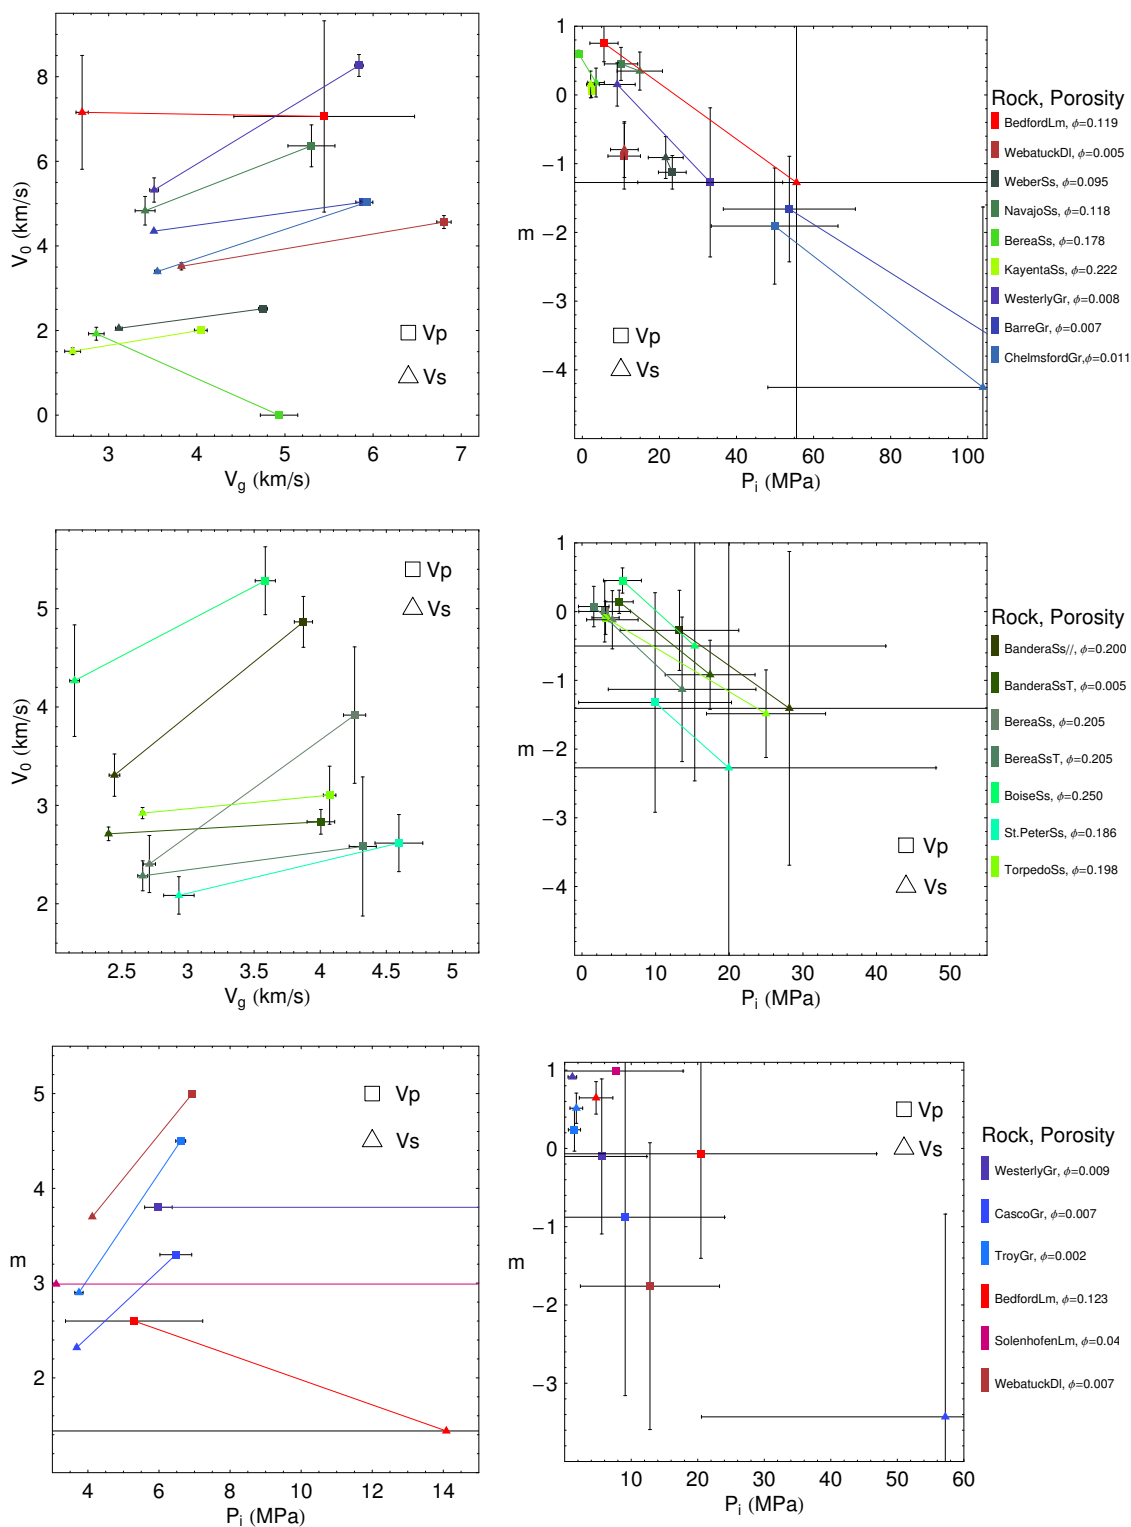 8
6
4
2
0
V0 (km/s)
3
4
5
6
7
Vg (km/s)
Vp
Vs
1
0
m −2
−4
0
20
40
60
80
100
Pi (MPa)
Vp
Vs
Rock, Porosity
BedfordLm, ϕ=0.119
WebatuckDl, ϕ=0.005
WeberSs, ϕ=0.095
NavajoSs, ϕ=0.118
BereaSs, ϕ=0.178
KayentaSs, ϕ=0.222
WesterlyGr, ϕ=0.008
BarreGr, ϕ=0.007
ChelmsfordGr,ϕ=0.011
5
4
3
2
V0 (km/s)
2.5
3
3.5
4
4.5
5
Vg (km/s)
Vp
Vs
1
0
−1
m −2
−3
−4
0
10
20
30
40
50
Pi (MPa)
Vp
Vs
BanderaSs//, ϕ=0.200
BanderaSsT, ϕ=0.005
BereaSs, ϕ=0.205
BereaSsT, ϕ=0.205
BoiseSs, ϕ=0.250
St.PeterSs, ϕ=0.186
TorpedoSs, ϕ=0.198
5
4
m
3
2
4
6
8
10
12
14
Pi (MPa)
Vp
Vs
1
0
−1
m
−2
−3
10
20
30
40
50
60
Pi (MPa)
Vp
Vs
Rock, Porosity
WesterlyGr, ϕ=0.009
CascoGr, ϕ=0.007
TroyGr, ϕ=0.002
BedfordLm, ϕ=0.123
SolenhofenLm, ϕ=0.04
WebatuckDl, ϕ=0.007